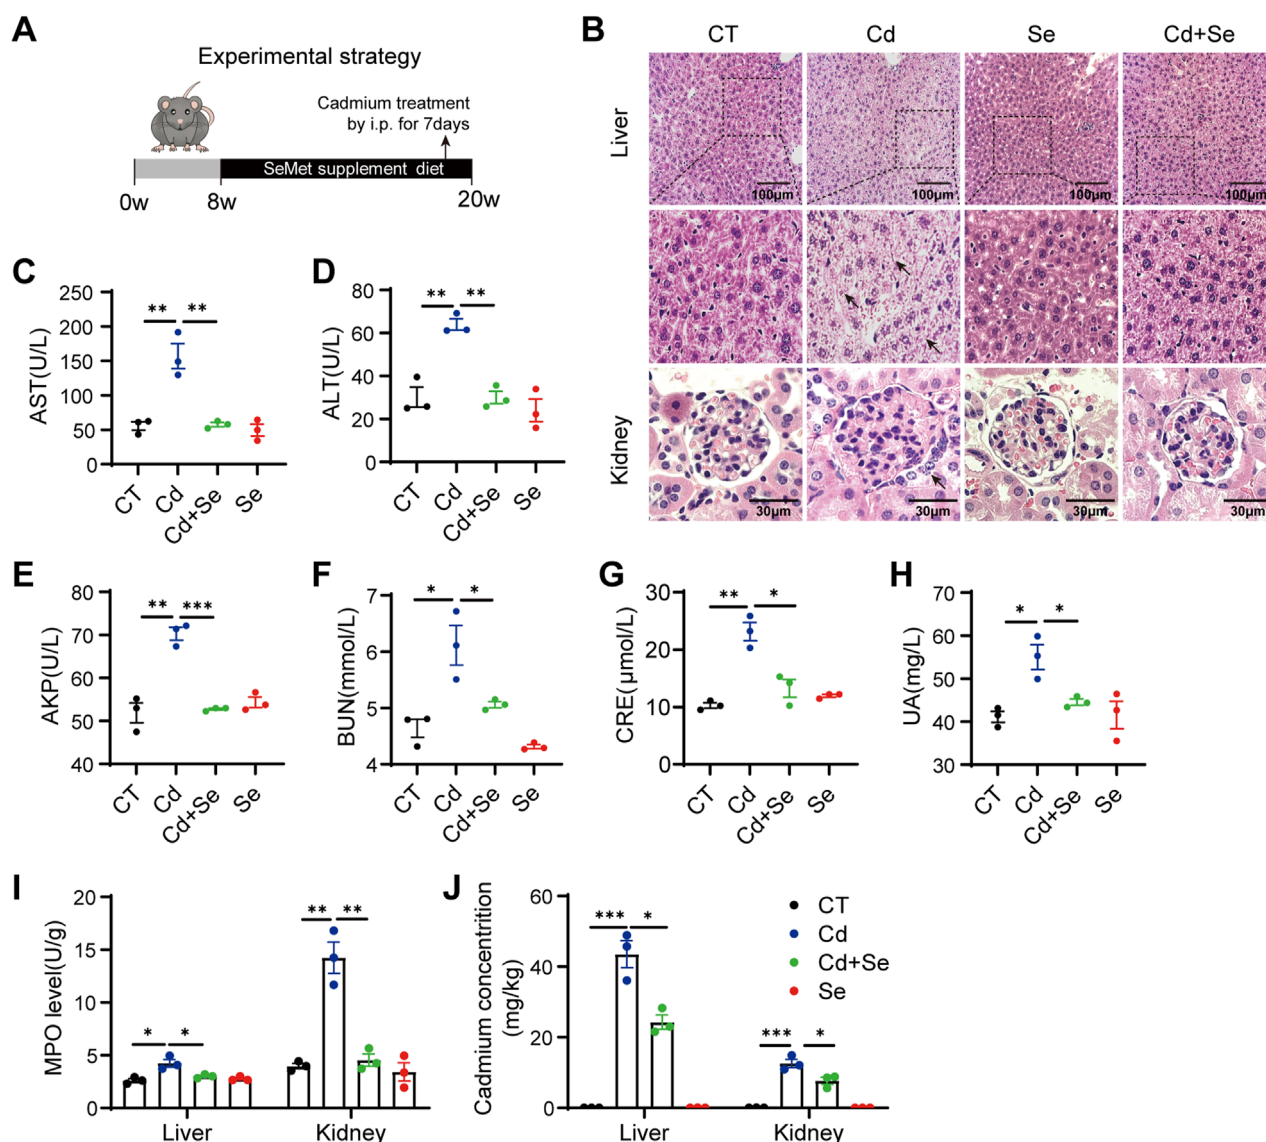 A
Experimental strategy
Cadmium treatment
by i.p. for 7days
SeMet supplement diet
0w
8w
20w
B
CT
Cd
Se
Cd+Se
Liver
100μm
100μm
100μm
100μm
Kidney
30μm
30μm
30μm
30μm
C
AST(U/L)
250
200
150
100
50
0
** **
CT
Cd
Cd+Se
Se
D
ALT(U/L)
80
60
40
20
0
** **
CT
Cd
Cd+Se
Se
E
AKP(U/L)
80
70
60
50
40
** ***
CT
Cd
Cd+Se
Se
F
BUN(mmol/L)
7
6
5
4
* *
CT
Cd
Cd+Se
Se
G
CRE(μmol/L)
30
20
10
0
** *
CT
Cd
Cd+Se
Se
H
UA(mg/L)
70
60
50
40
30
* *
CT
Cd
Cd+Se
Se
I
MPO level(U/g)
20
15
10
5
0
* *
** **
Liver
Kidney
J
Cadmium concentrition
(mg/kg)
60
40
20
0
*** *
*** *
Liver
Kidney
CT
Cd
Cd+Se
Se